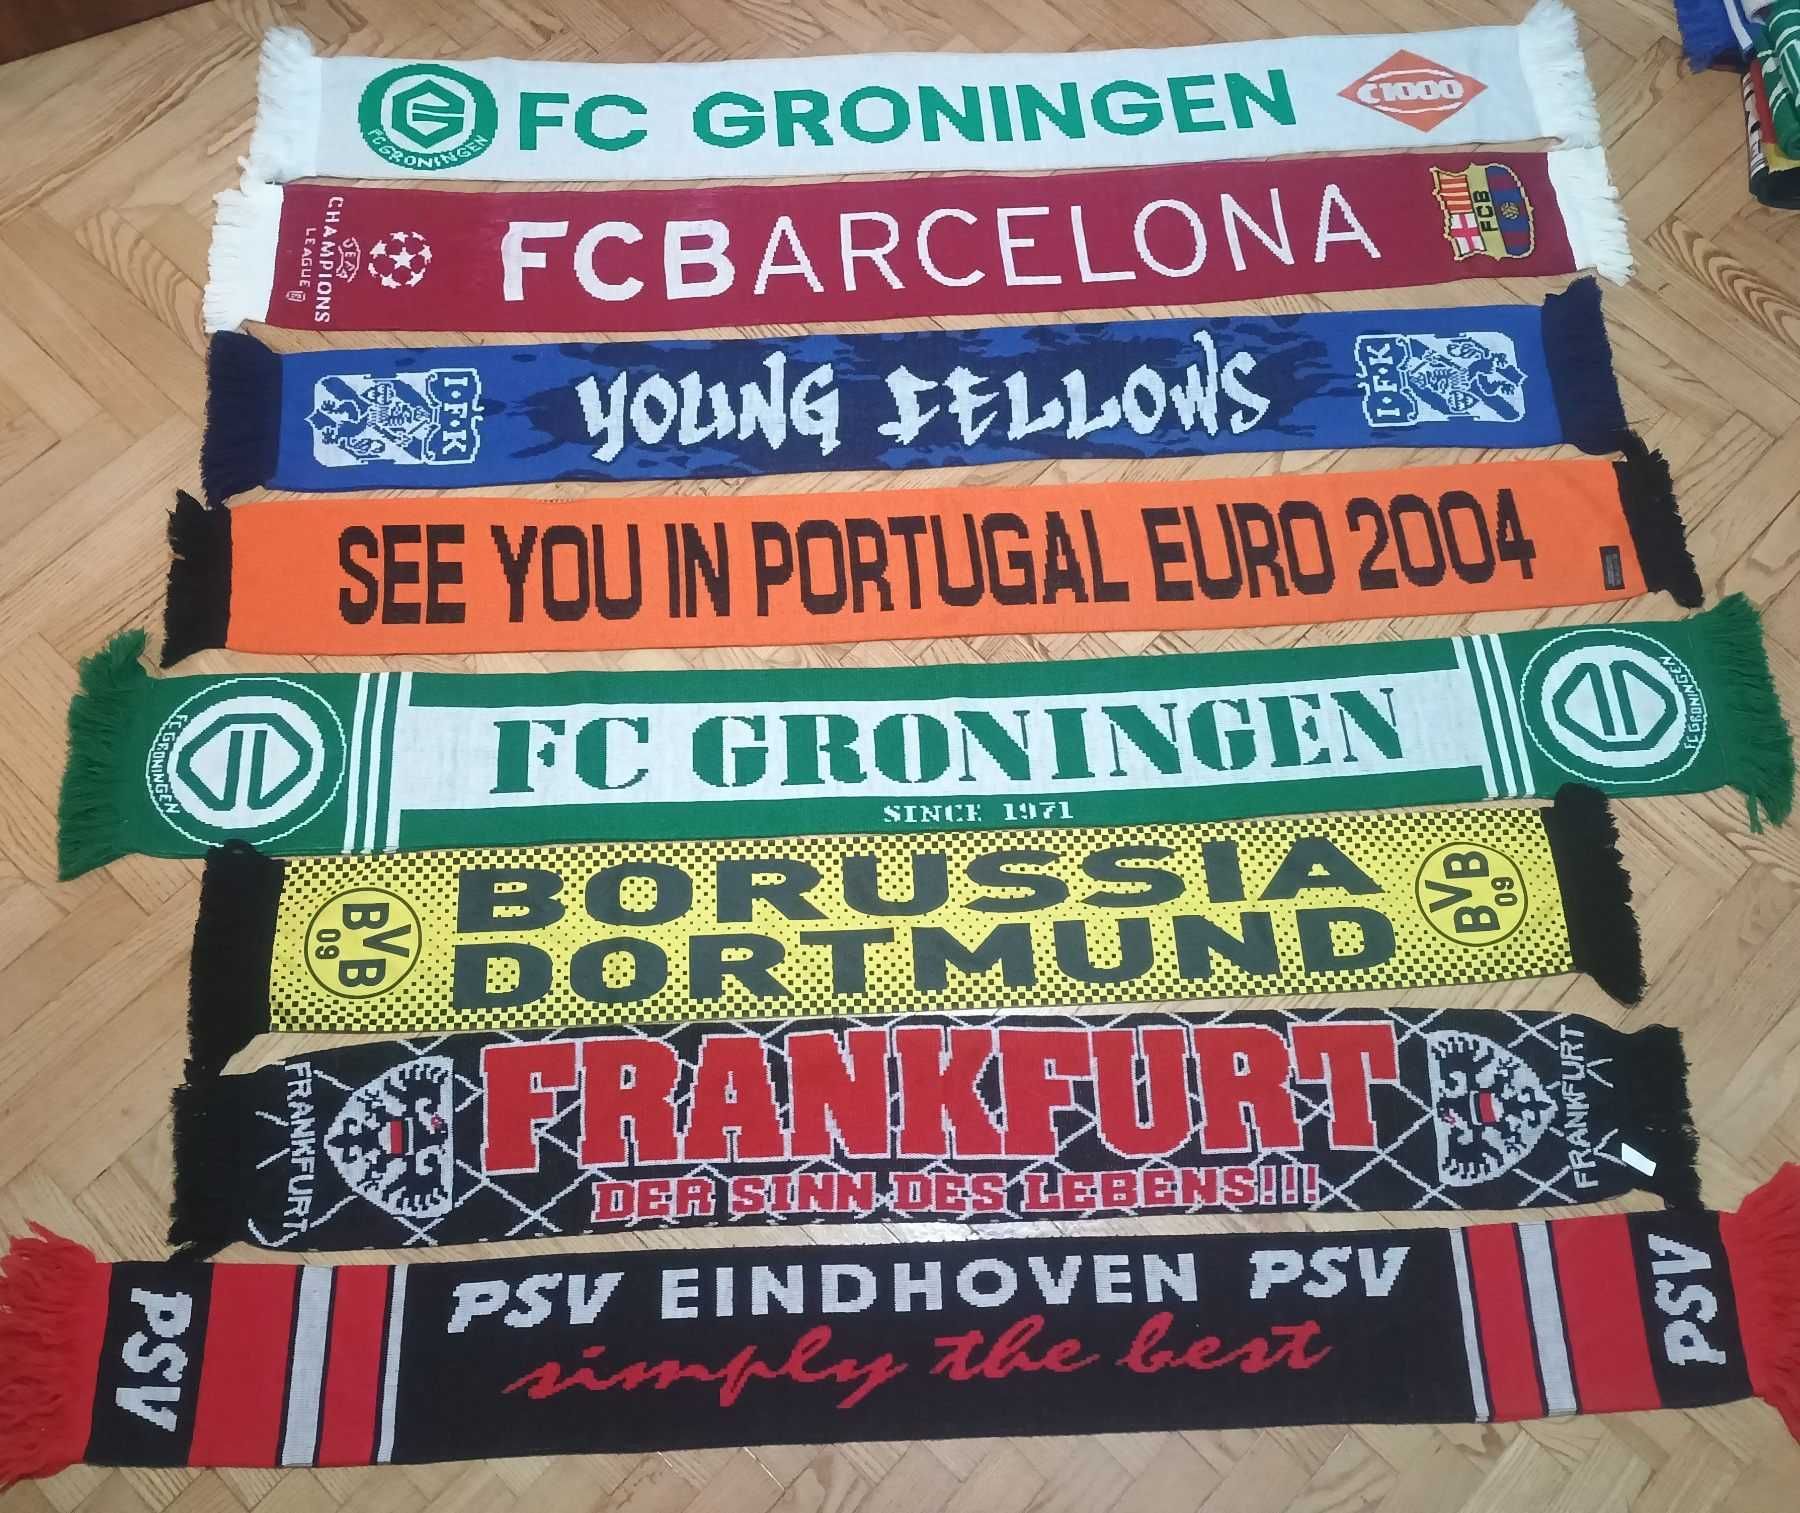 FC GRONINGEN
FC GRONINGEN
C1000
CHAMPIONS
LEAGUE
UEFA
FCBARCELONA
FCB
I.F.K
YOUNG FELLOWS
I.F.K
SEE YOU IN PORTUGAL EURO 2004
FC GRONINGEN
FC GRONINGEN
SINCE 1971
FC GRONINGEN
BVB
09
BORUSSIA
DORTMUND
BVB
09
FRANKFURT
FRANKFURT
DER SINN DES LEBENS!!!
FRANKFURT
PSV
PSV EINDHOVEN PSV
simply the best
PSV